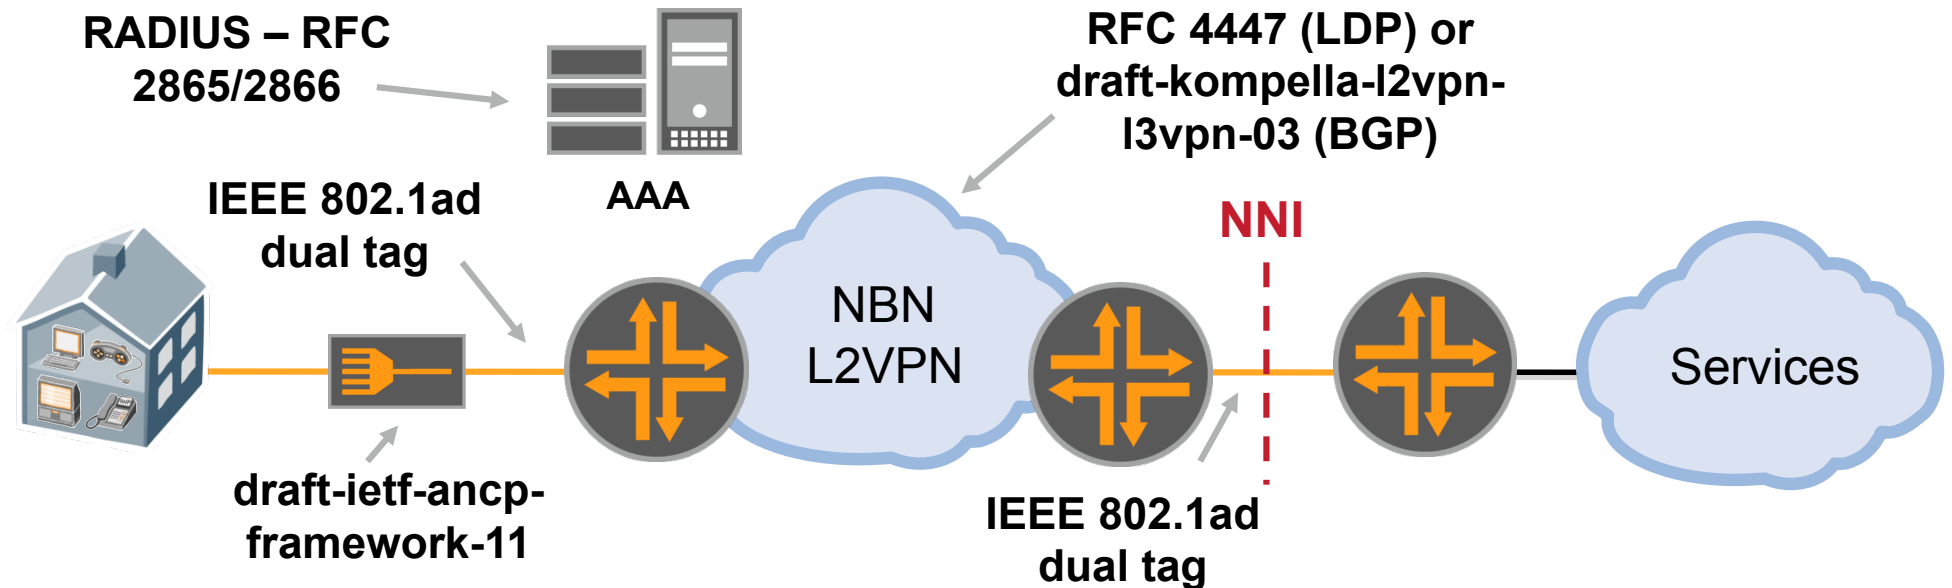 RADIUS – RFC
2865/2866
RFC 4447 (LDP) or
draft-kompella-l2vpn-
l3vpn-03 (BGP)
AAA
IEEE 802.1ad
dual tag
NNI
NBN
L2VPN
Services
draft-ietf-ancp-
framework-11
IEEE 802.1ad
dual tag